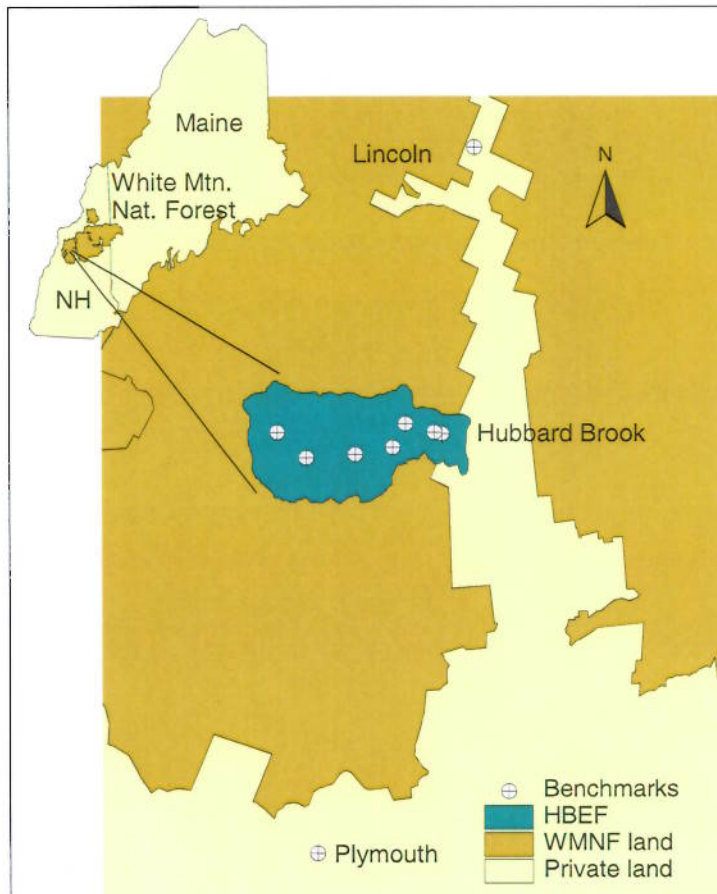 Maine
White Mtn.
Nat. Forest
NH
Lincoln
N
Hubbard Brook
Plymouth
Benchmarks
HBEF
WMNF land
Private land